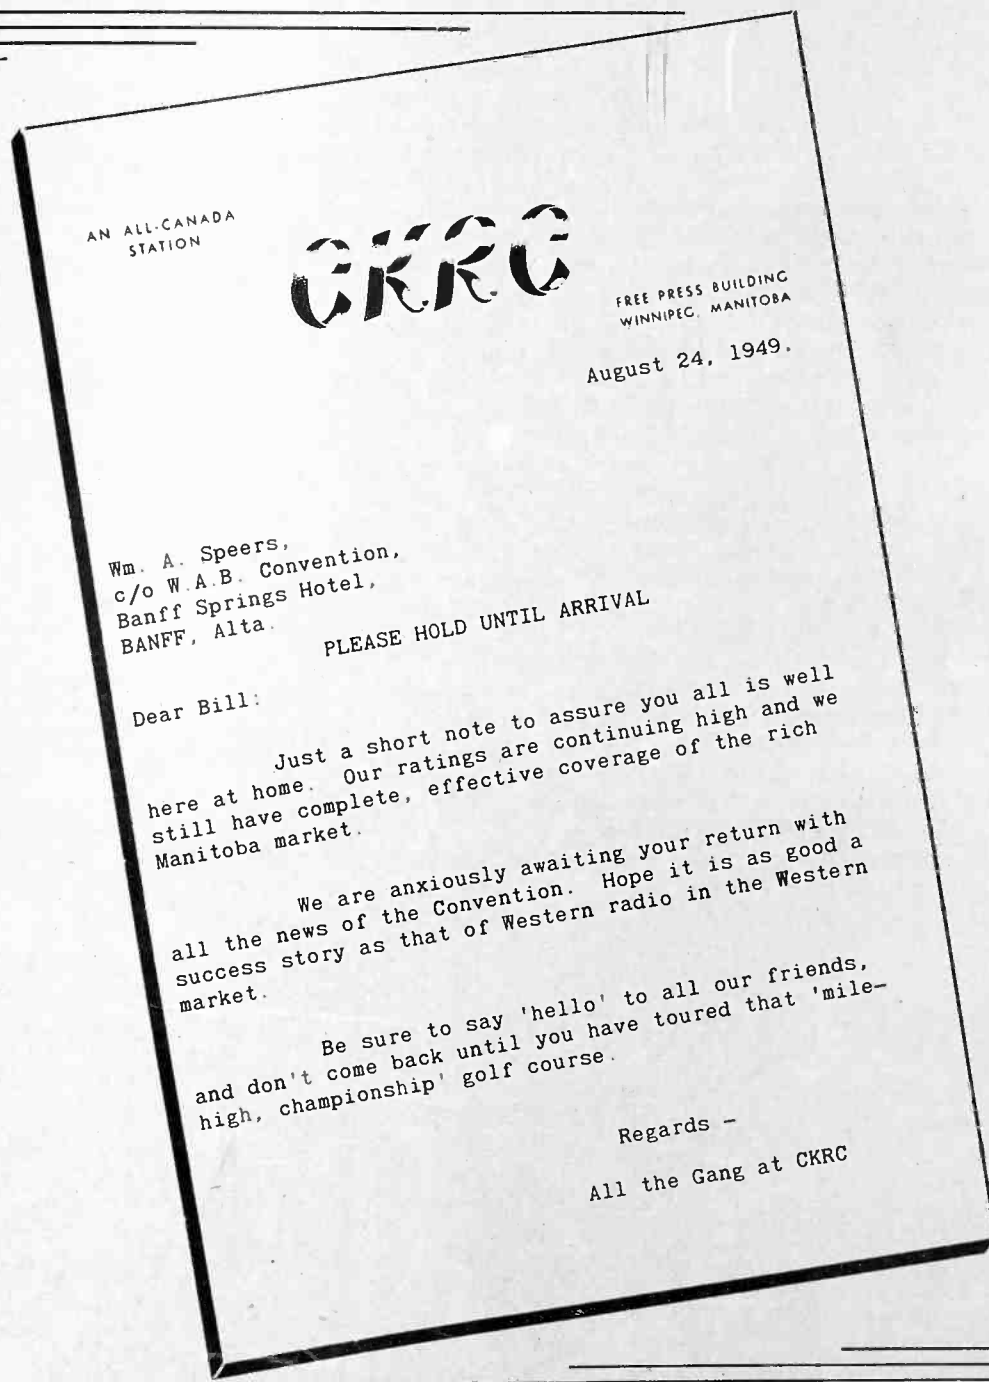 AN ALL-CANADA
STATION
CKRC
FREE PRESS BUILDING
WINNIPEG, MANITOBA
August 24, 1949.
Wm. A. Speers,
c/o W.A.B. Convention,
Banff Springs Hotel,
BANFF, Alta.
PLEASE HOLD UNTIL ARRIVAL
Dear Bill:
Just a short note to assure you all is well
here at home. Our ratings are continuing high and we
still have complete, effective coverage of the rich
Manitoba market.
We are anxiously awaiting your return with
all the news of the Convention. Hope it is as good a
success story as that of Western radio in the Western
market.
Be sure to say 'hello' to all our friends,
and don't come back until you have toured that 'mile-
high, championship' golf course.
Regards –
All the Gang at CKRC